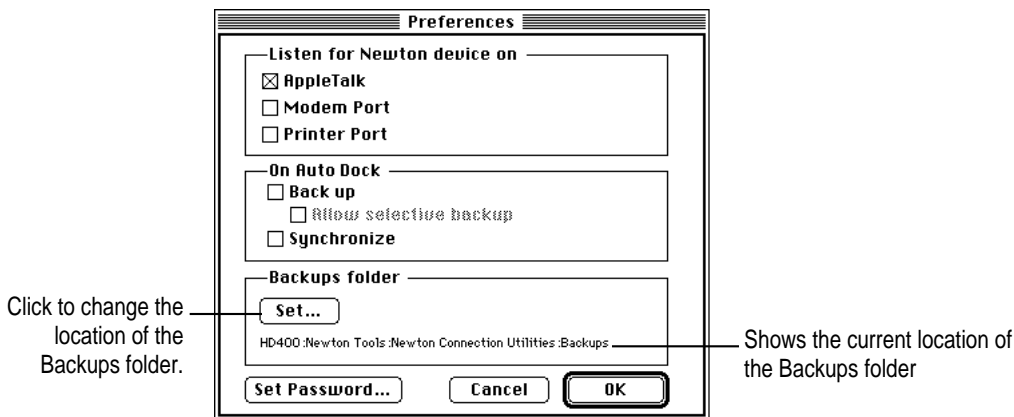 Preferences
Listen for Newton device on
AppleTalk
Modem Port
Printer Port
On Auto Dock
Back up
Allow selective backup
Synchronize
Backups folder
Set...
HD400 :Newton Tools :Newton Connection Utilities :Backups
Set Password...
Cancel
OK
Click to change the
location of the
Backups folder.
Shows the current location of
the Backups folder